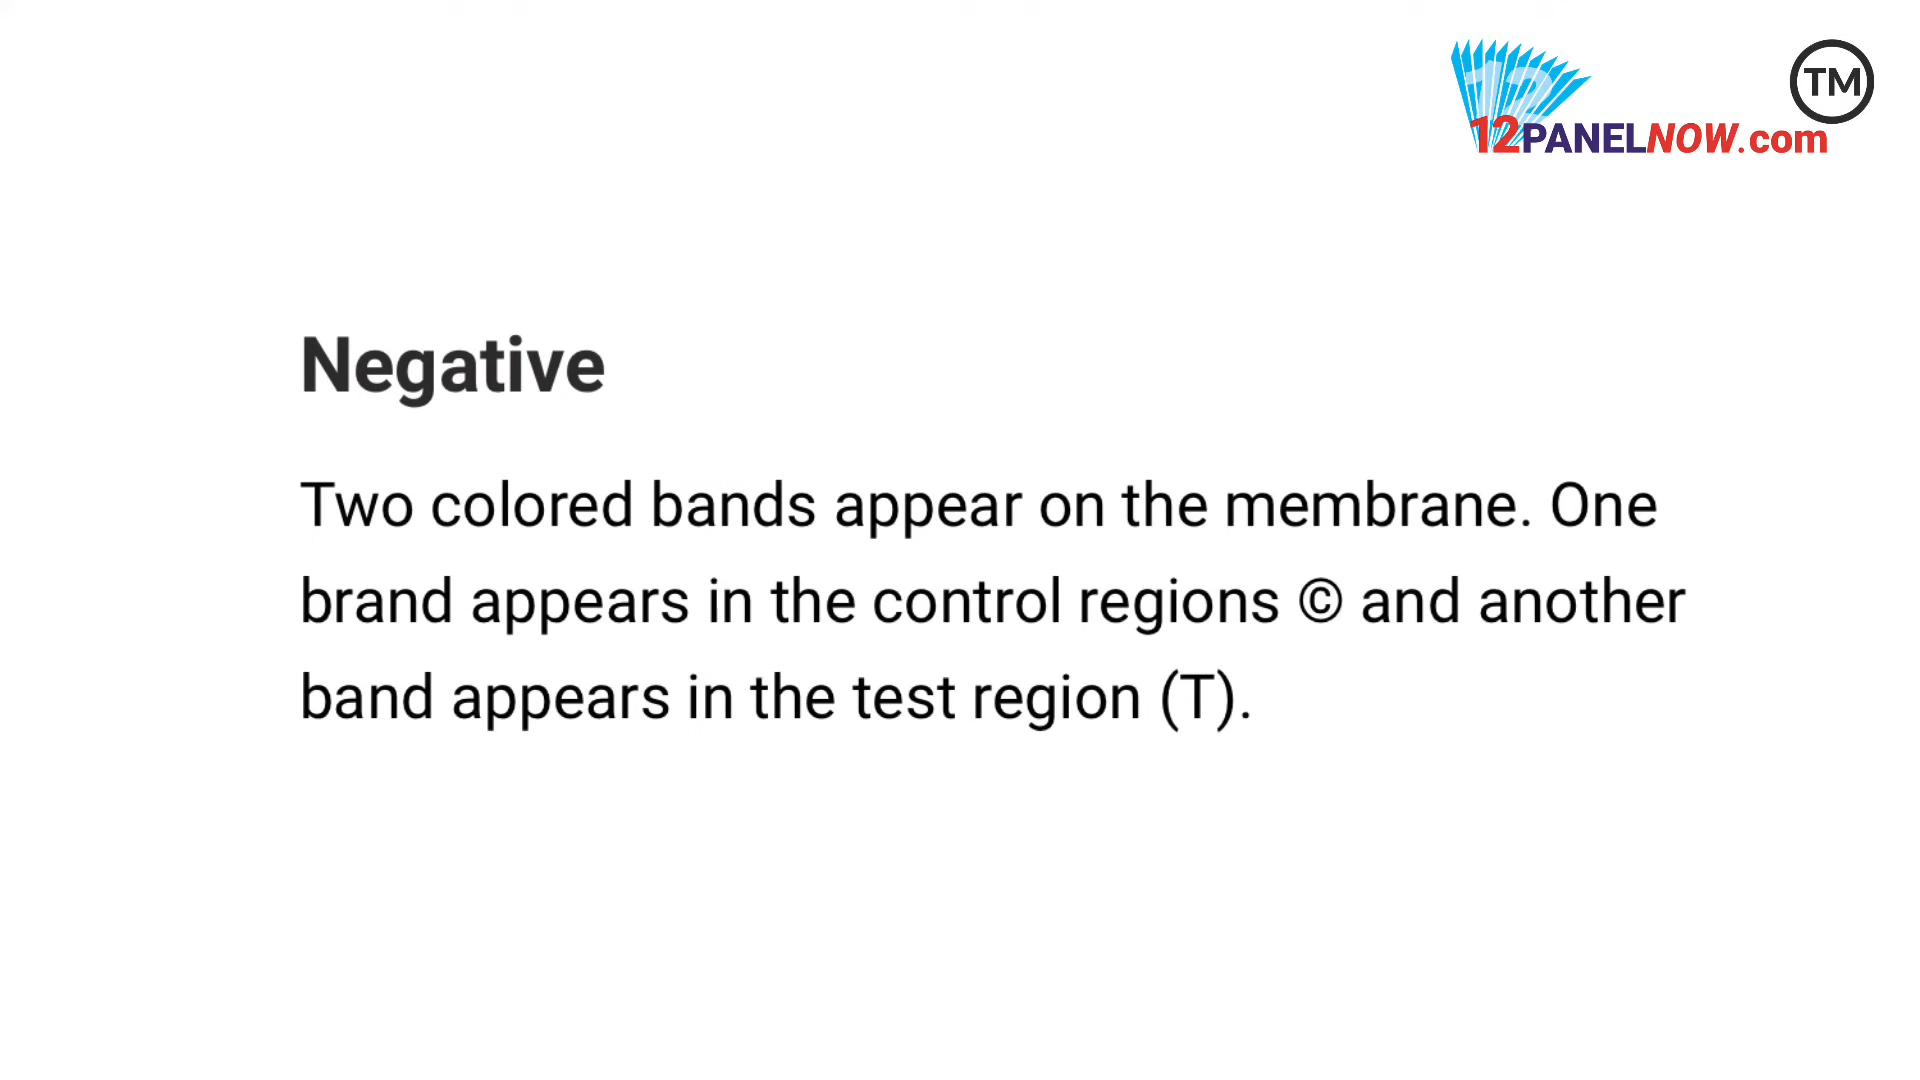 12
TM
12PANELNOW.com
Negative
Two colored bands appear on the membrane. One
brand appears in the control regions © and another
band appears in the test region (T).